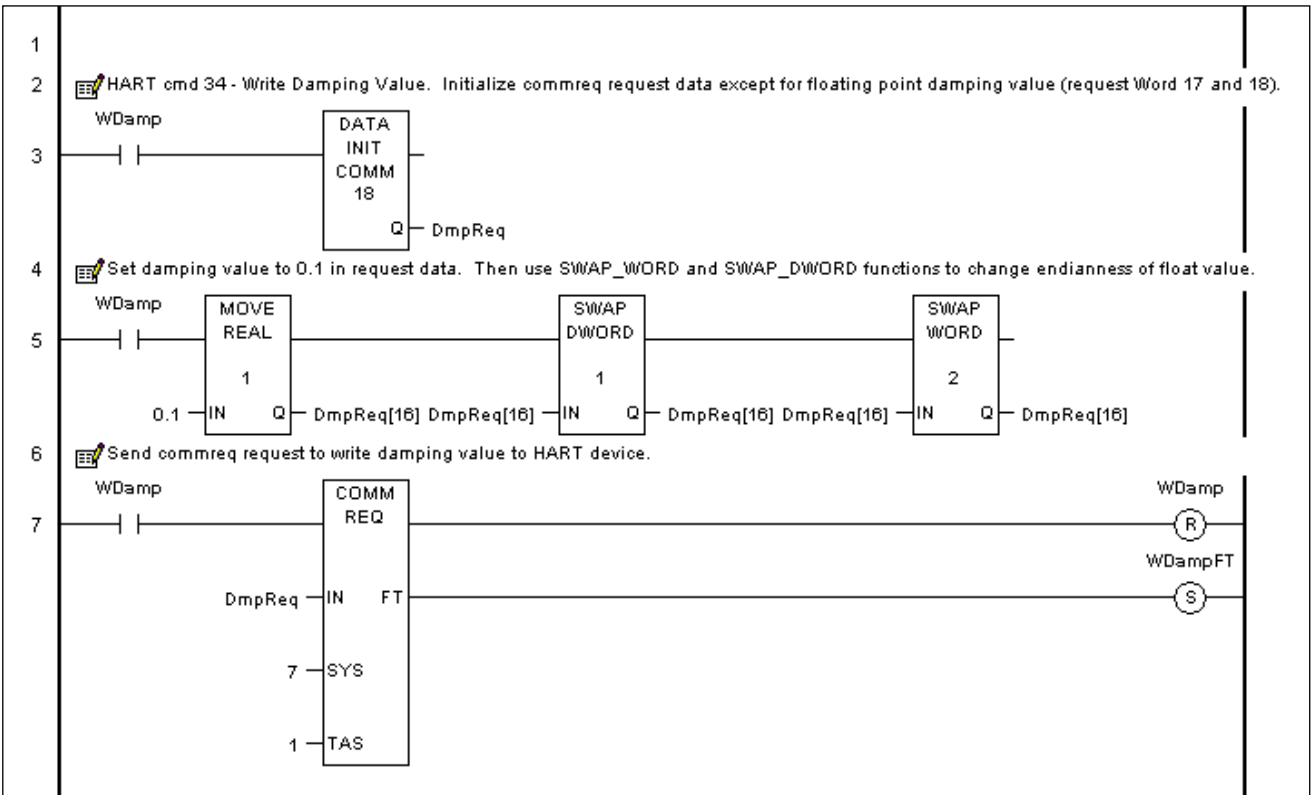 1
2 HART cmd 34 - Write Damping Value. Initialize commreq request data except for floating point damping value (request Word 17 and 18).
WDamp
DATA
INIT
COMM
18
3
Q DmpReq
4 Set damping value to 0.1 in request data. Then use SWAP_WORD and SWAP_DWORD functions to change endianness of float value.
WDamp
MOVE SWAP SWAP
REAL DWORD WORD
5
1 1 2
0.1 IN Q DmpReq[16] DmpReq[16] IN Q DmpReq[16] DmpReq[16] IN Q DmpReq[16]
6 Send commreq request to write damping value to HART device.
WDamp COMM WDamp
REQ
7 R
WDampFT
DmpReq IN FT S
7 SYS
1 TAS